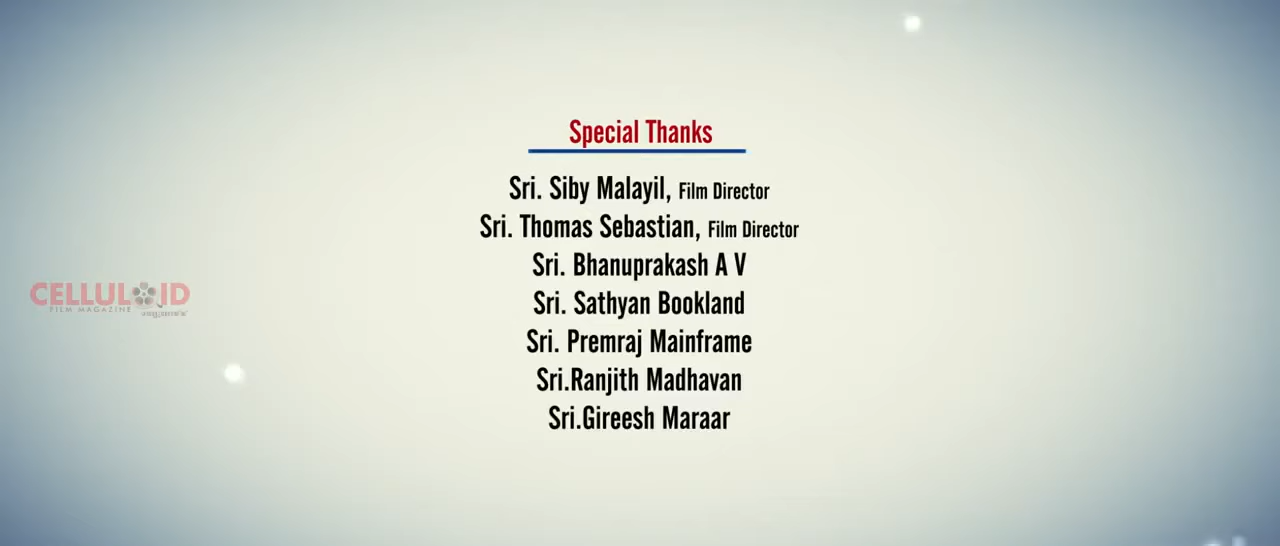 Special Thanks
Sri. Siby Malayil, Film Director
Sri. Thomas Sebastian, Film Director
Sri. Bhanuprakash A V
Sri. Sathyan Bookland
Sri. Premraj Mainframe
Sri.Ranjith Madhavan
Sri.Gireesh Maraar
CELLULOID
FILM MAGAZINE